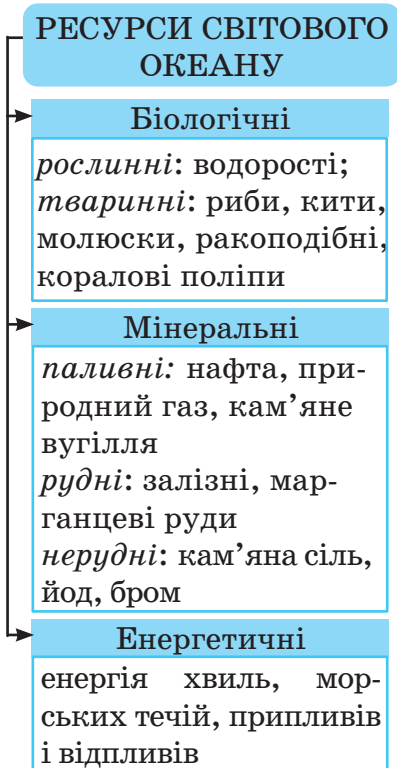 РЕСУРСИ СВІТОВОГО
ОКЕАНУ
Біологічні
рослинні: водорості;
тваринні: риби, кити,
молюски, ракоподібні,
коралові поліпи
Мінеральні
паливні: нафта, при-
родний газ, кам’яне
вугілля
рудні: залізні, мар-
ганцеві руди
нерудні: кам’яна сіль,
йод, бром
Енергетичні
енергія хвиль, мор-
ських течій, припливів
і відпливів